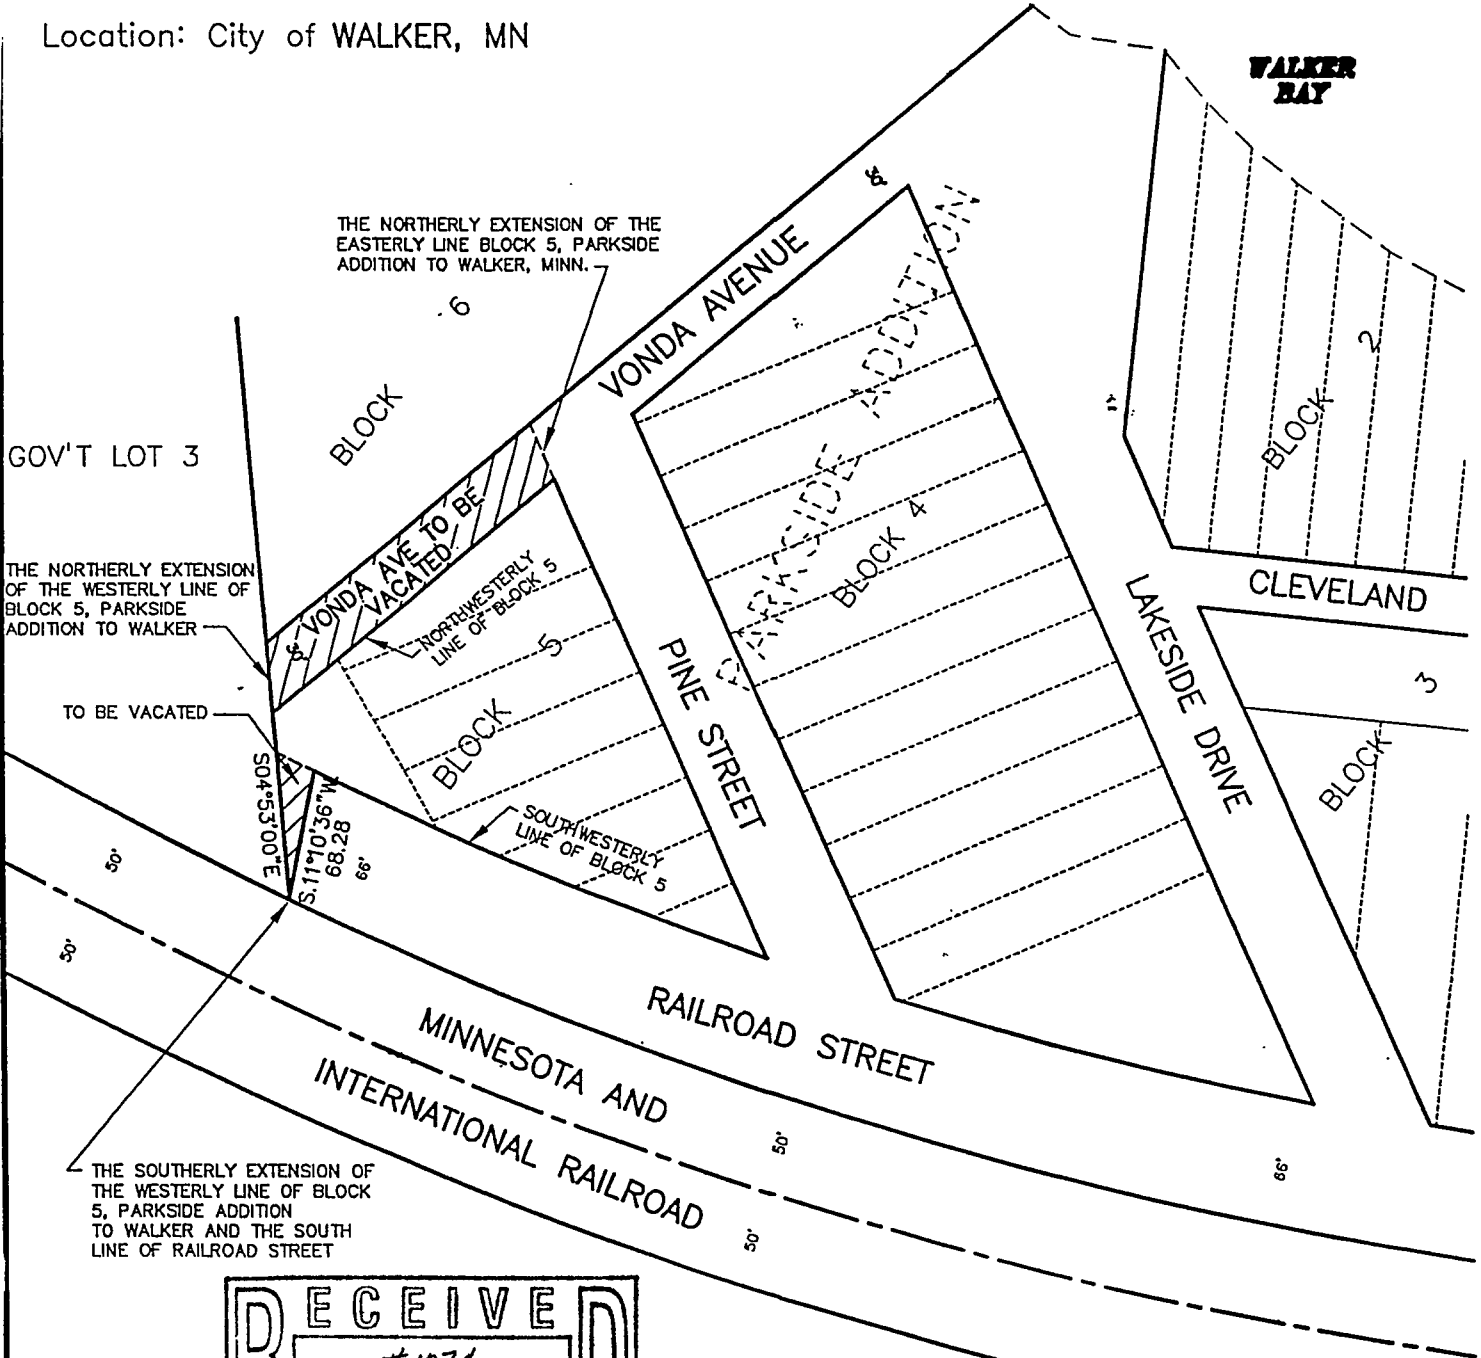 Location: City of WALKER, MN
WALKER
BAY
THE NORTHERLY EXTENSION OF THE
EASTERLY LINE BLOCK 5, PARKSIDE
ADDITION TO WALKER, MINN.
BLOCK 6
VONDA AVENUE
PARKSIDE ADDITION
BLOCK 2
GOV'T LOT 3
VONDA AVE TO BE
VACATED
NORTHWESTERLY
LINE OF BLOCK 5
BLOCK 4
CLEVELAND
THE NORTHERLY EXTENSION
OF THE WESTERLY LINE OF
BLOCK 5, PARKSIDE
ADDITION TO WALKER
BLOCK 5
PINE STREET
LAKESIDE DRIVE
BLOCK 3
TO BE VACATED
S04°53'00"E
S.11°10'36"W
68.28
66'
SOUTHWESTERLY
LINE OF BLOCK 5
50'
50'
RAILROAD STREET
MINNESOTA AND
INTERNATIONAL RAILROAD
50'
50'
66'
THE SOUTHERLY EXTENSION OF
THE WESTERLY LINE OF BLOCK
5, PARKSIDE ADDITION
TO WALKER AND THE SOUTH
LINE OF RAILROAD STREET
RECEIVED